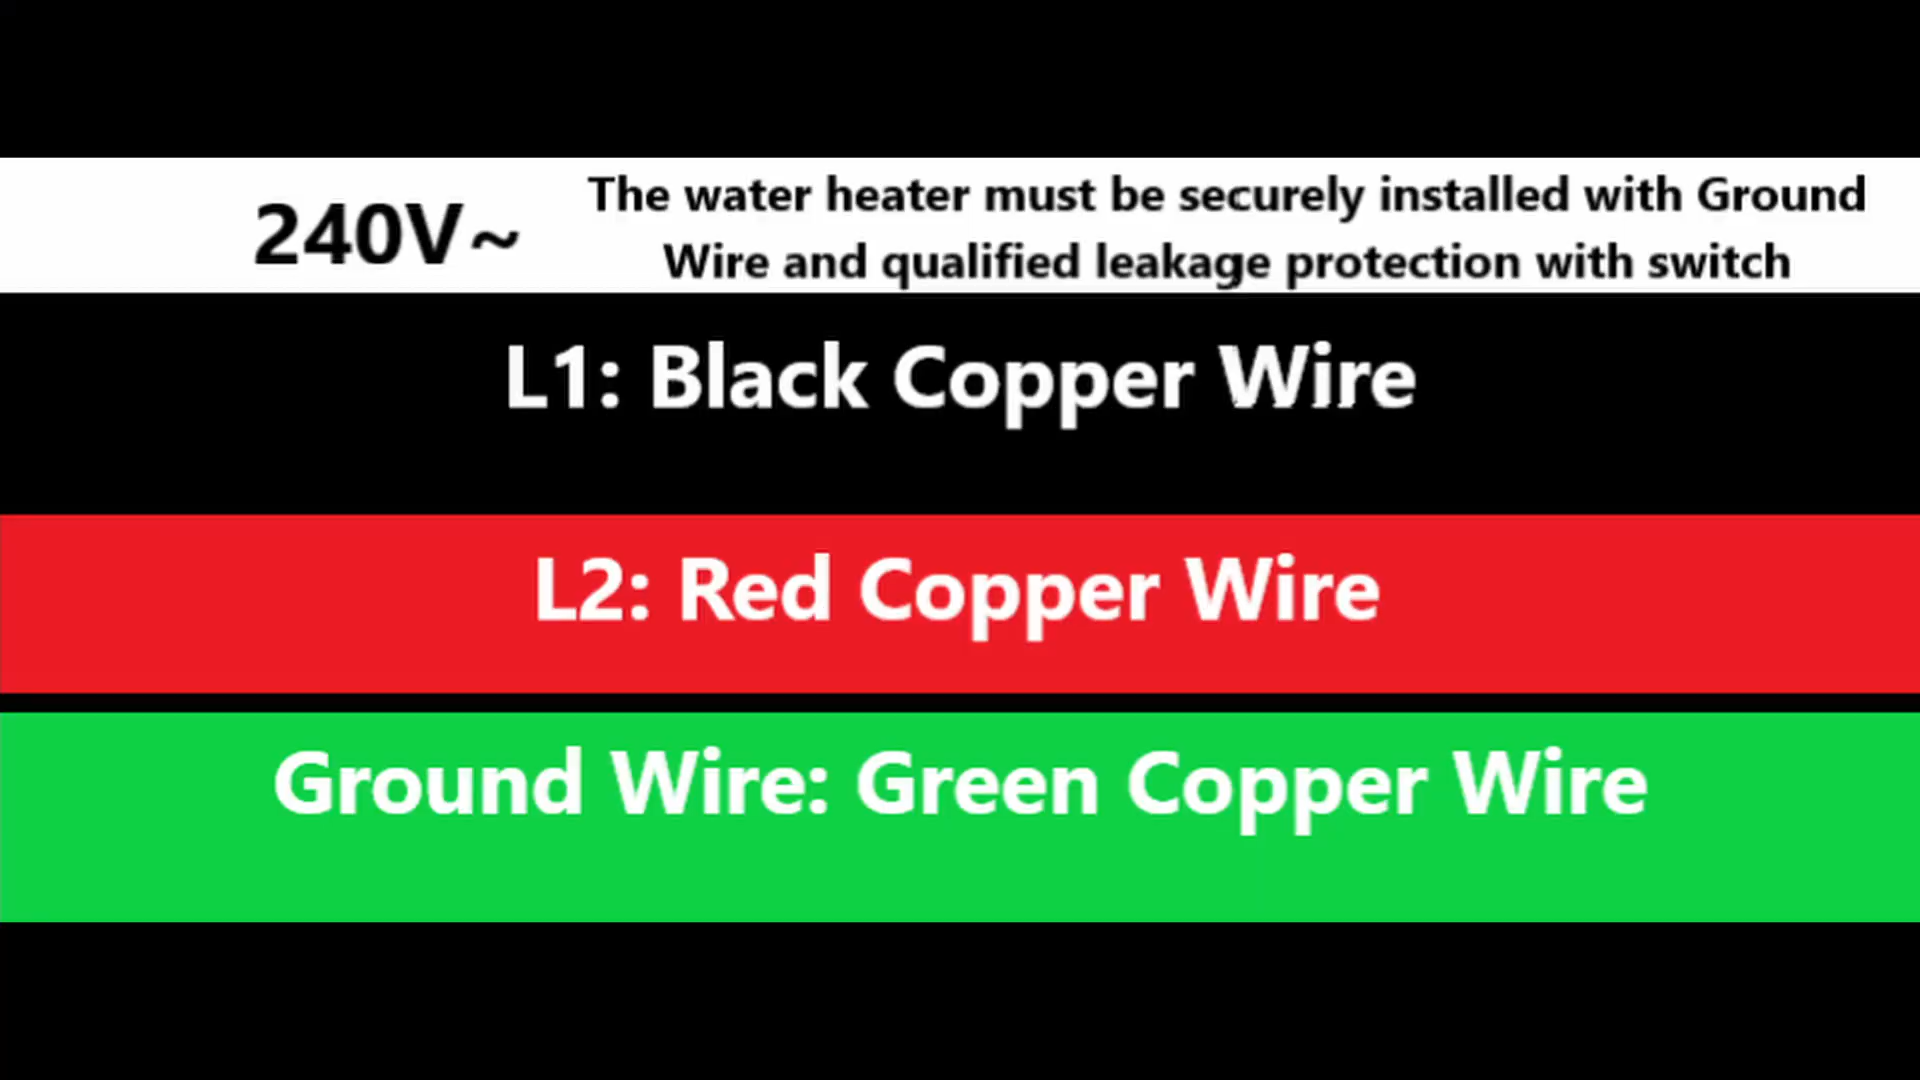 240V~
The water heater must be securely installed with Ground
Wire and qualified leakage protection with switch
L1: Black Copper Wire
L2: Red Copper Wire
Ground Wire: Green Copper Wire